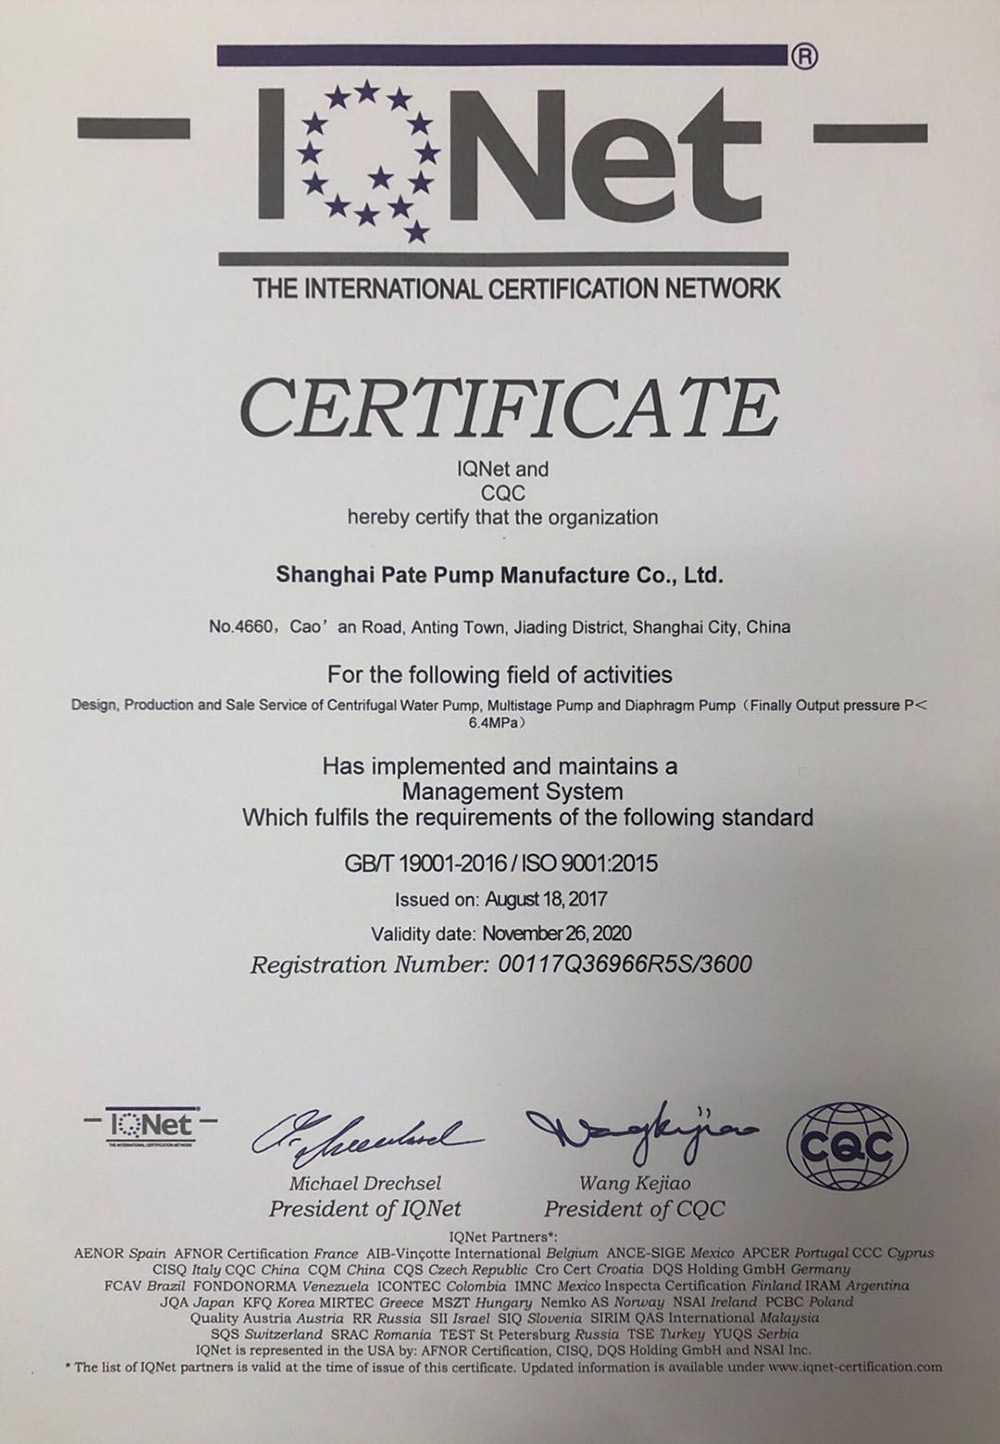 IQNet®
THE INTERNATIONAL CERTIFICATION NETWORK
CERTIFICATE
IQNet and
CQC
hereby certify that the organization
Shanghai Pate Pump Manufacture Co., Ltd.
No.4660，Cao’an Road, Anting Town, Jiading District, Shanghai City, China
For the following field of activities
Design, Production and Sale Service of Centrifugal Water Pump, Multistage Pump and Diaphragm Pump（Finally Output pressure P<
6.4MPa）
Has implemented and maintains a
Management System
Which fulfils the requirements of the following standard
GB/T 19001-2016 / ISO 9001:2015
Issued on: August 18, 2017
Validity date: November 26, 2020
Registration Number: 00117Q36966R5S/3600
IQNet
THE INTERNATIONAL CERTIFICATION NETWORK
Wangkejiao
CQC
Michael Drechsel Wang Kejiao
President of IQNet President of CQC
IQNet Partners*:
AENOR Spain AFNOR Certification France AIB-Vinçotte International Belgium ANCE-SIGE Mexico APCER Portugal CCC Cyprus
CISQ Italy CQC China CQM China CQS Czech Republic Cro Cert Croatia DQS Holding GmbH Germany
FCAV Brazil FONDONORMA Venezuela ICONTEC Colombia IMNC Mexico Inspecta Certification Finland IRAM Argentina
JQA Japan KFQ Korea MIRTEC Greece MSZT Hungary Nemko AS Norway NSAI Ireland PCBC Poland
Quality Austria Austria RR Russia SII Israel SIQ Slovenia SIRIM QAS International Malaysia
SQS Switzerland SRAC Romania TEST St Petersburg Russia TSE Turkey YUQS Serbia
IQNet is represented in the USA by: AFNOR Certification, CISQ, DQS Holding GmbH and NSAI Inc.
* The list of IQNet partners is valid at the time of issue of this certificate. Updated information is available under www.iqnet-certification.com